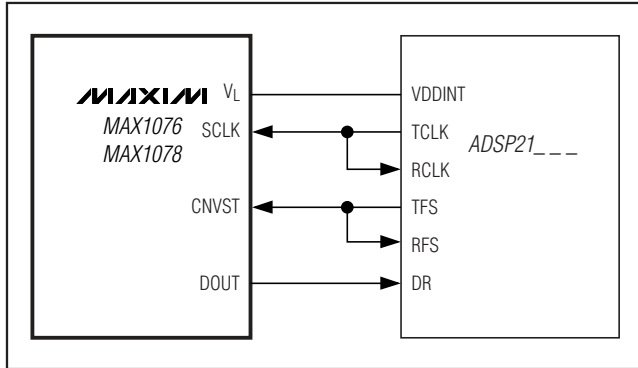 MAXIM
MAX1076
MAX1078
VL
SCLK
CNVST
DOUT
VDDINT
TCLK
RCLK
TFS
RFS
DR
ADSP21_ _ _